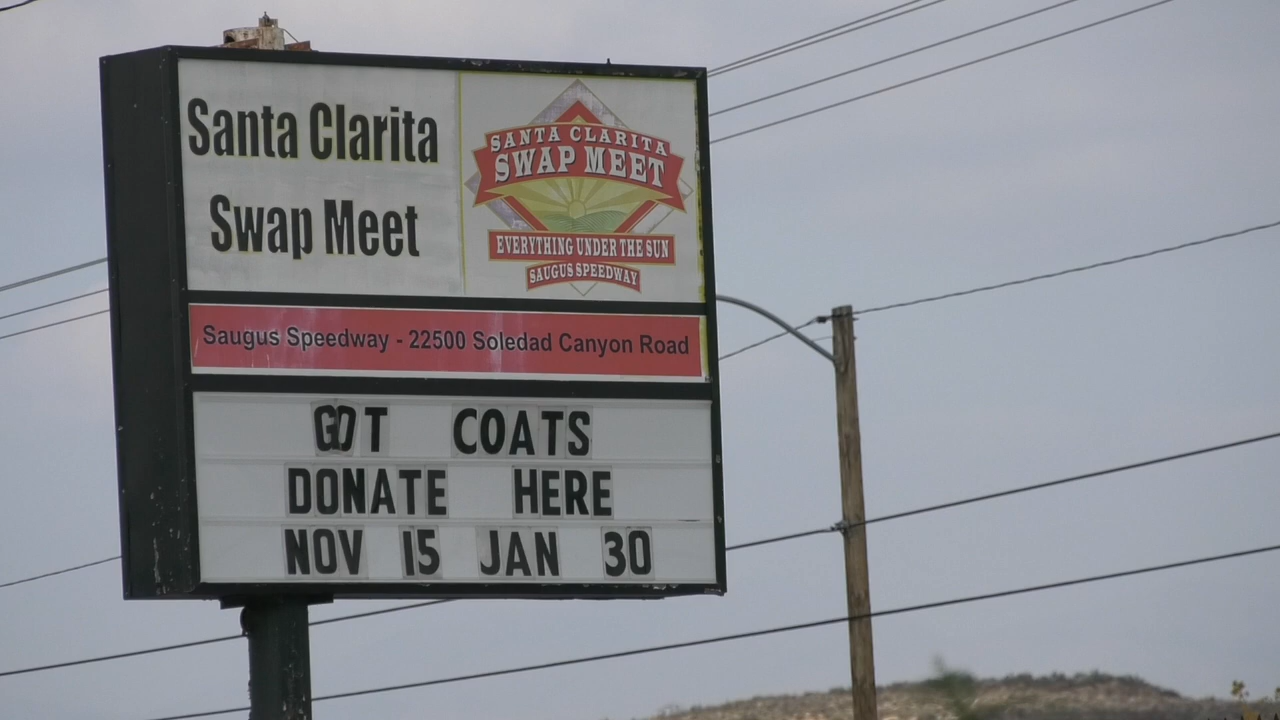 Santa Clarita
Swap Meet
SANTA CLARITA
SWAP MEET
EVERYTHING UNDER THE SUN
SAUGUS SPEEDWAY
Saugus Speedway - 22500 Soledad Canyon Road
GOT COATS
DONATE HERE
NOV 15 JAN 30